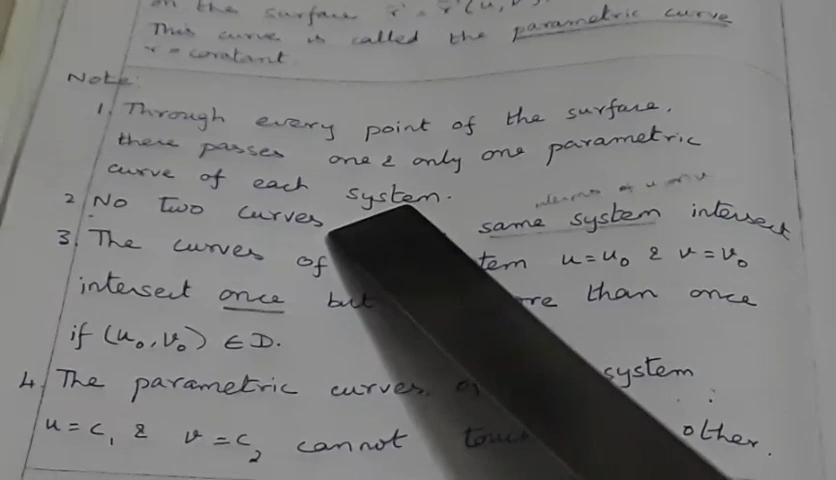 on the surface r̄ = r̄(u,
This curve is called the parametric curve
v = constant.
Note:
1. Through every point of the surface,
there passes one & only one parametric
curve of each system.
2. No two curves same system intersect
3. The curves of tem u=u₀ & v=v₀
intersect once but re than once
if (u₀, v₀) ∈ D.
4. The parametric curves system
u=c₁ & v=c₂ cannot touc other.